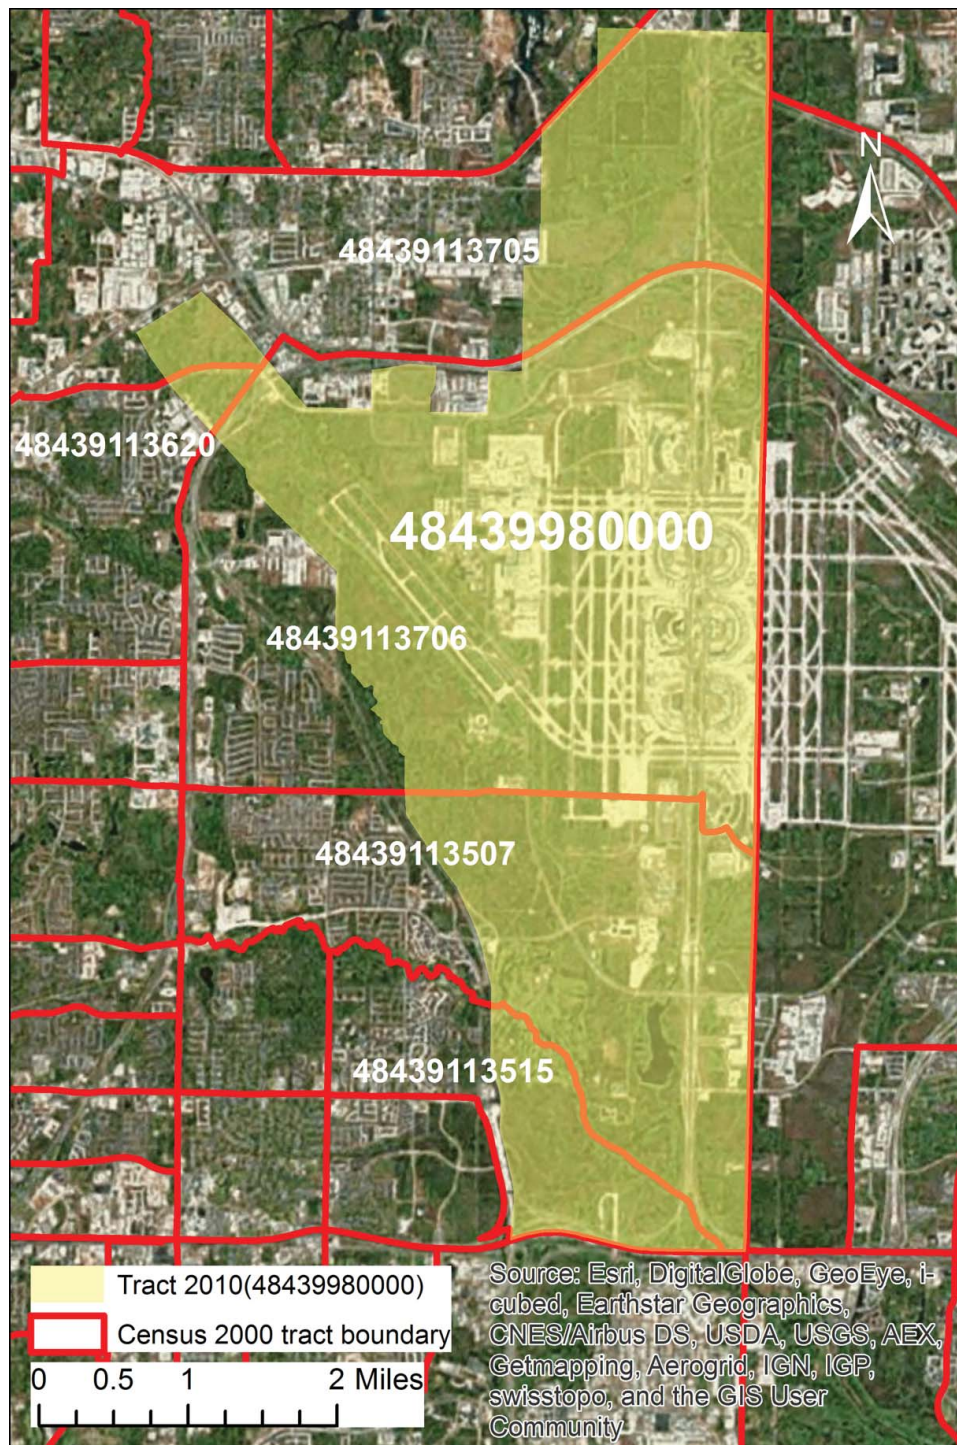 N
48439113705
48439113620
48439980000
48439113706
48439113507
48439113515
Tract 2010(48439980000)
Census 2000 tract boundary
0 0.5 1 2 Miles
Source: Esri, DigitalGlobe, GeoEye, i-
cubed, Earthstar Geographics,
CNES/Airbus DS, USDA, USGS, AEX,
Getmapping, Aerogrid, IGN, IGP,
swisstopo, and the GIS User
Community